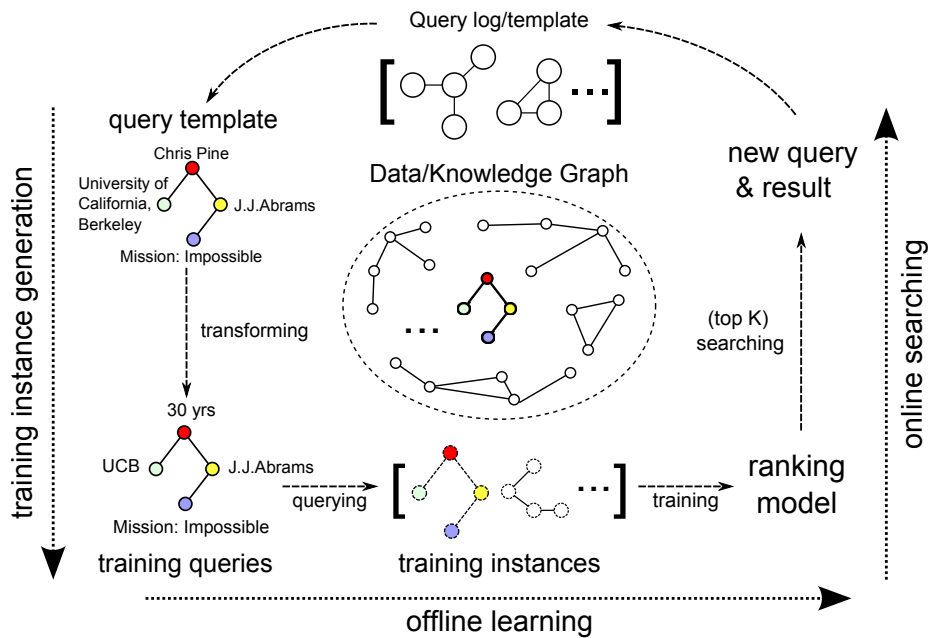 Query log/template
query template
Chris Pine
University of
California,
Berkeley
J.J.Abrams
Mission: Impossible
Data/Knowledge Graph
new query
& result
training instance generation
transforming
(top K)
searching
online searching
30 yrs
UCB
J.J.Abrams
Mission: Impossible
querying
training
ranking
model
training queries
training instances
offline learning